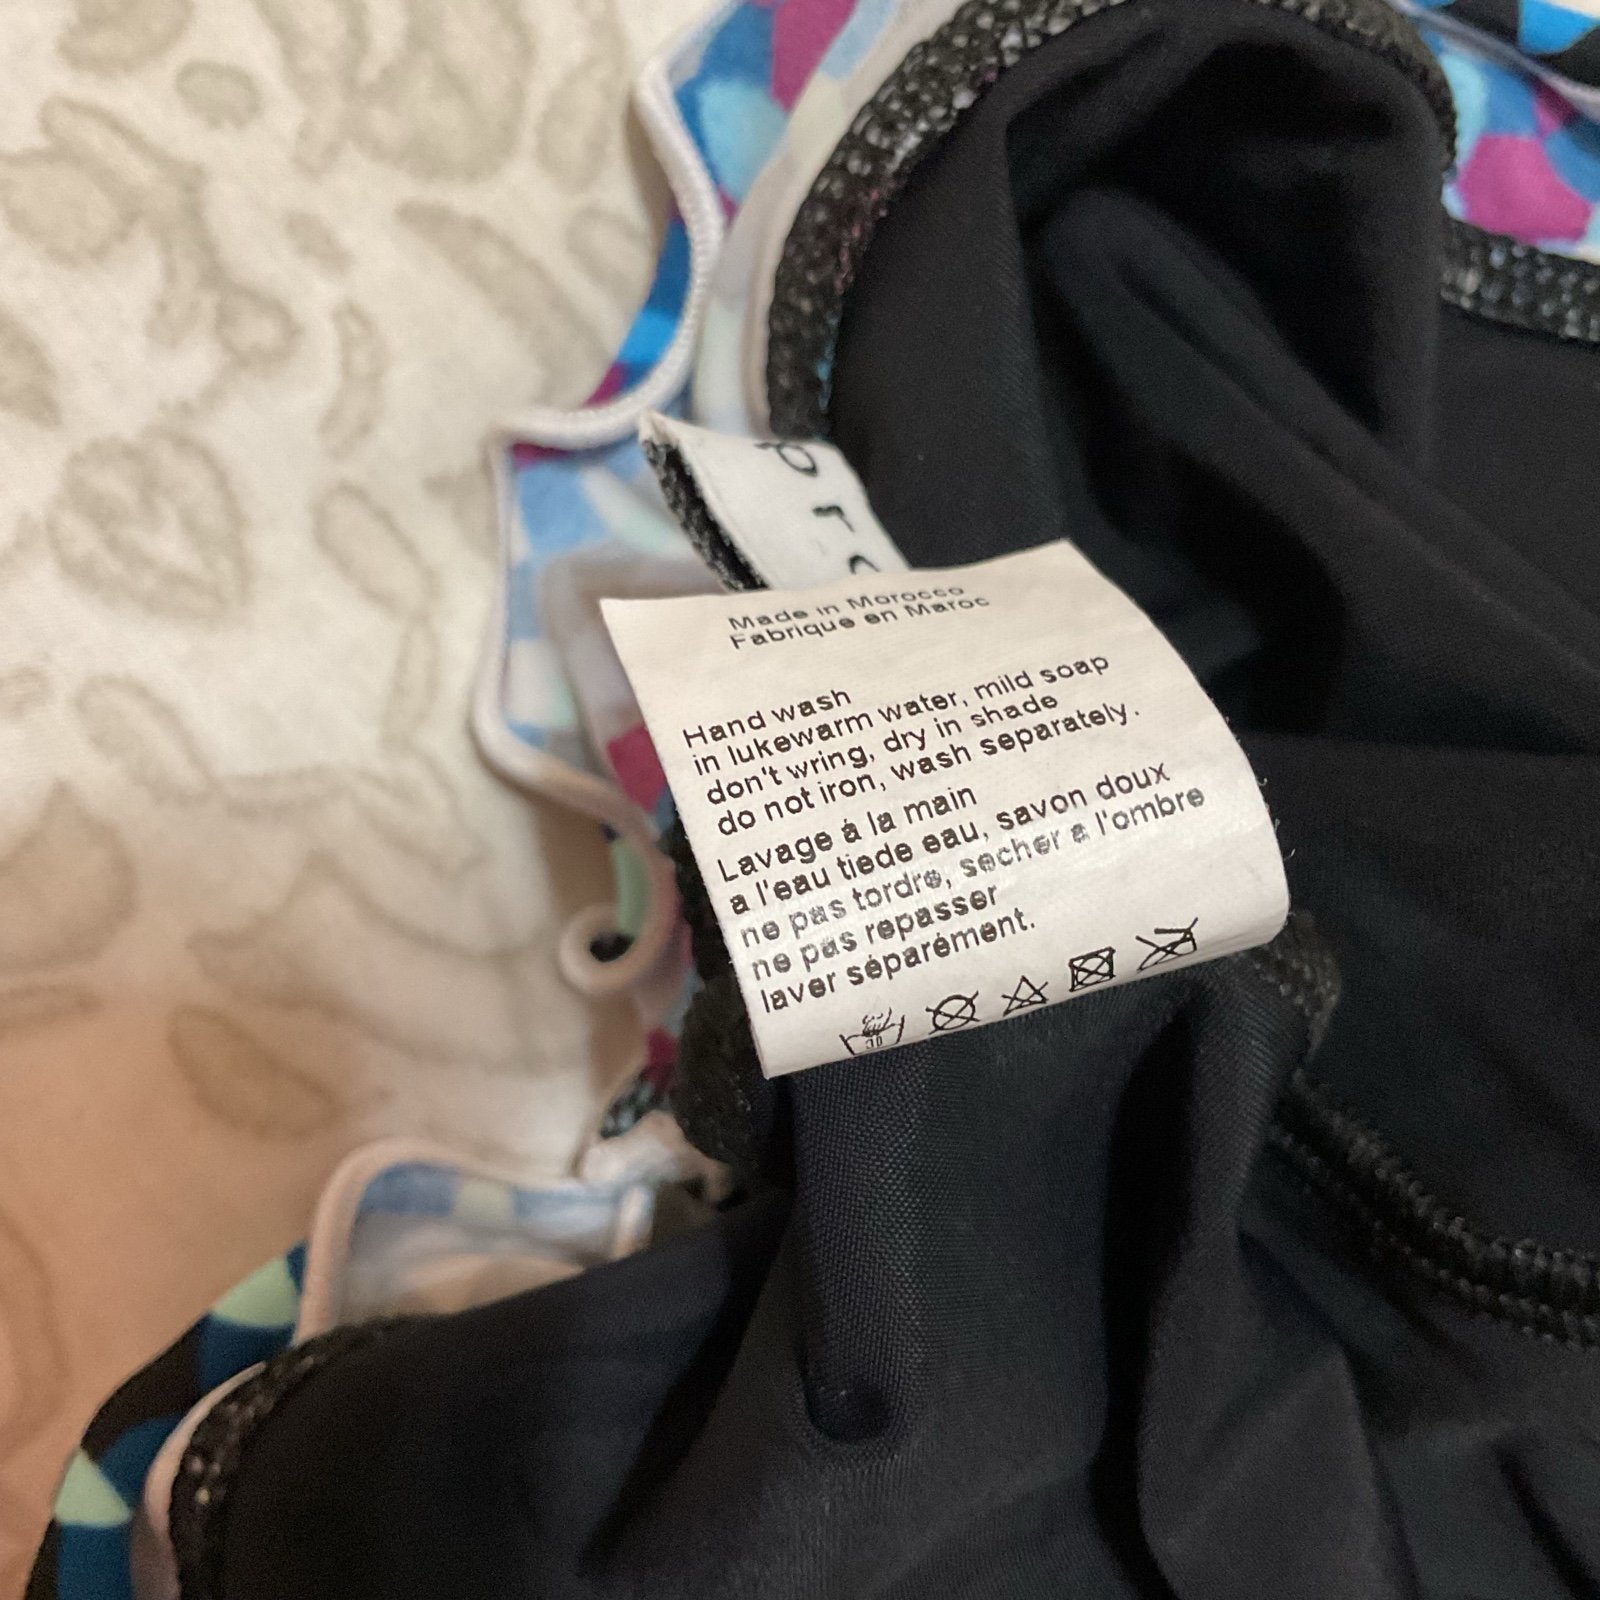 Made in Morocco
Fabrique en Maroc
Hand wash
in lukewarm water, mild soap
don't wring, dry in shade
do not iron, wash separately.
Lavage à la main
a l'eau tiede eau, savon doux
ne pas tordre, secher a l'ombre
ne pas repasser
laver séparément.
30